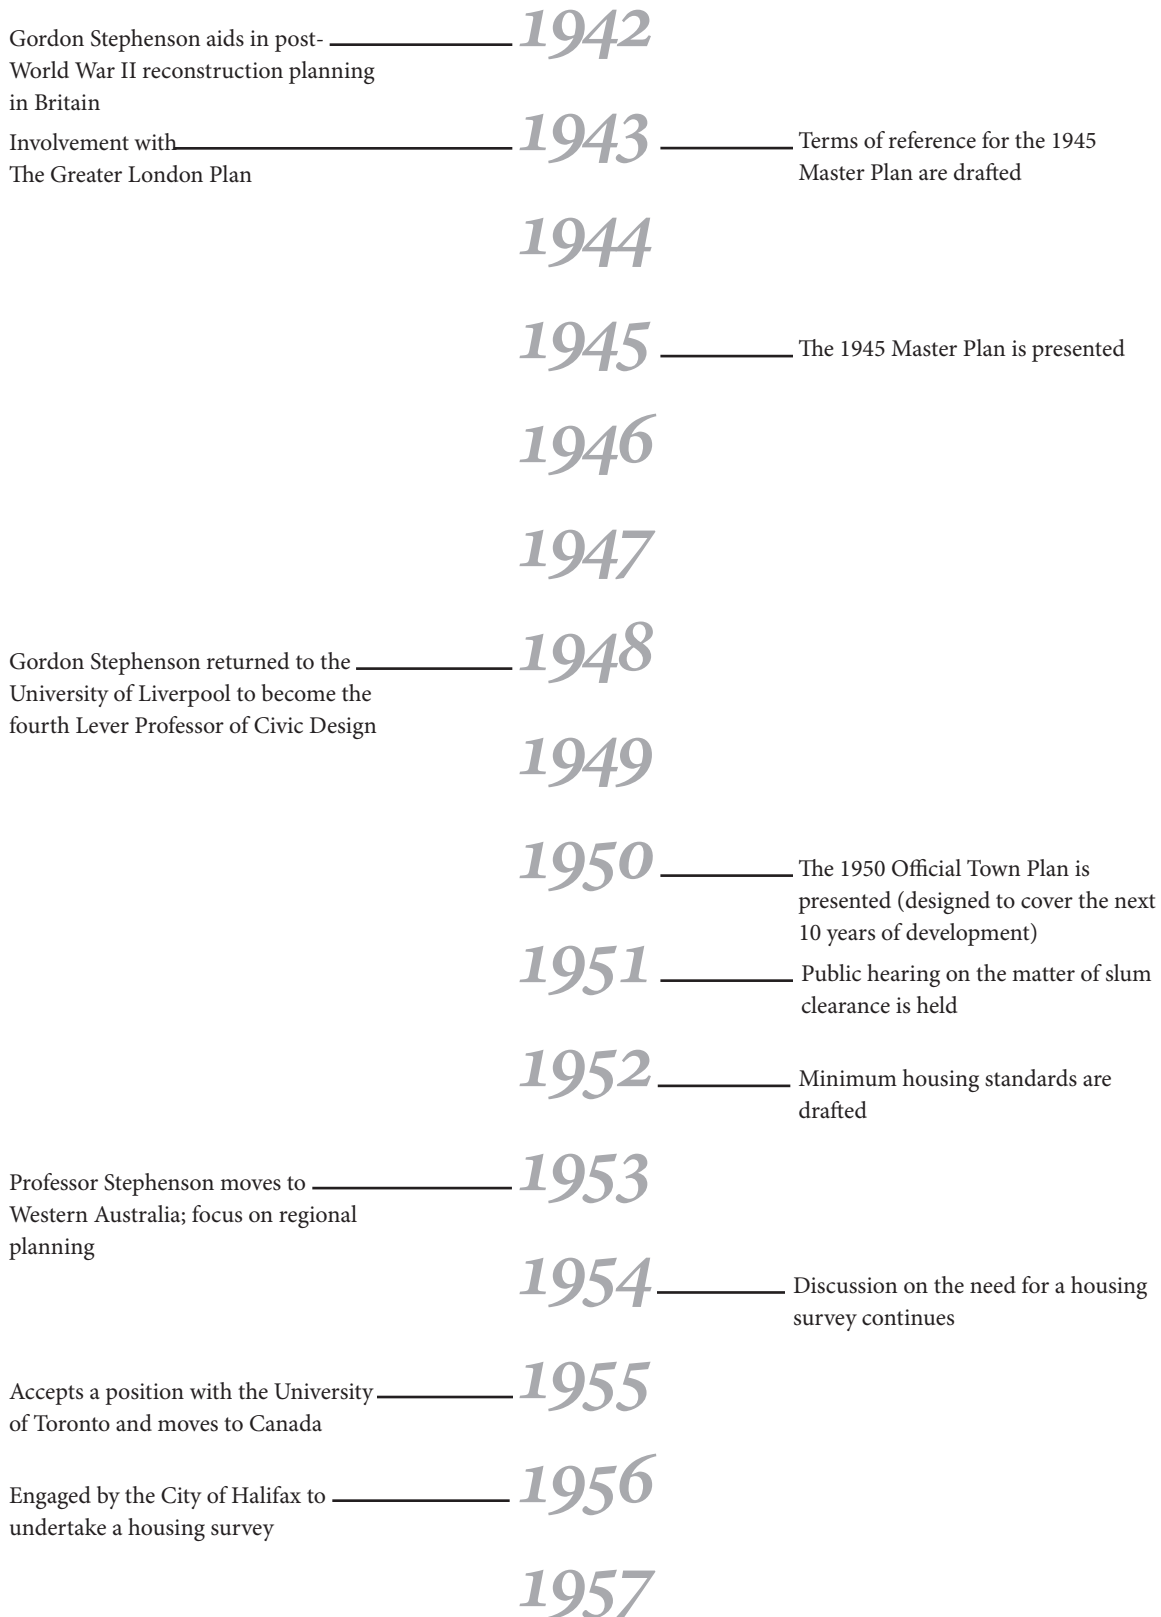 1942
Gordon Stephenson aids in post-
World War II reconstruction planning
in Britain
1943
Involvement with
The Greater London Plan
Terms of reference for the 1945
Master Plan are drafted
1944
1945
The 1945 Master Plan is presented
1946
1947
1948
Gordon Stephenson returned to the
University of Liverpool to become the
fourth Lever Professor of Civic Design
1949
1950
The 1950 Official Town Plan is
presented (designed to cover the next
10 years of development)
1951
Public hearing on the matter of slum
clearance is held
1952
Minimum housing standards are
drafted
1953
Professor Stephenson moves to
Western Australia; focus on regional
planning
1954
Discussion on the need for a housing
survey continues
1955
Accepts a position with the University
of Toronto and moves to Canada
1956
Engaged by the City of Halifax to
undertake a housing survey
1957